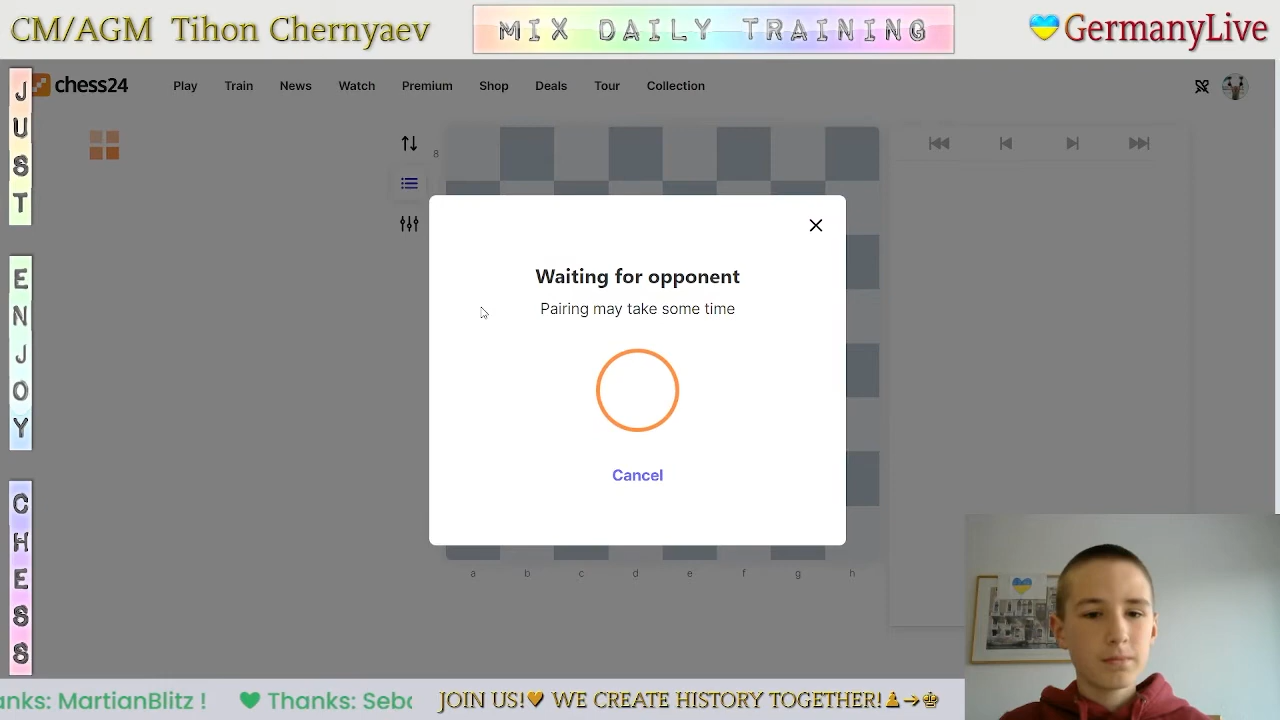 CM/AGM Tihon Chernyaev
MIX DAILY TRAINING
GermanyLive
JUST
ENJOY
CHESS
chess24
Play Train News Watch Premium Shop Deals Tour Collection
8
Waiting for opponent
Pairing may take some time
Cancel
a b c d e f g h
anks: MartianBlitz ! Thanks: Seba
JOIN US! WE CREATE HISTORY TOGETHER!